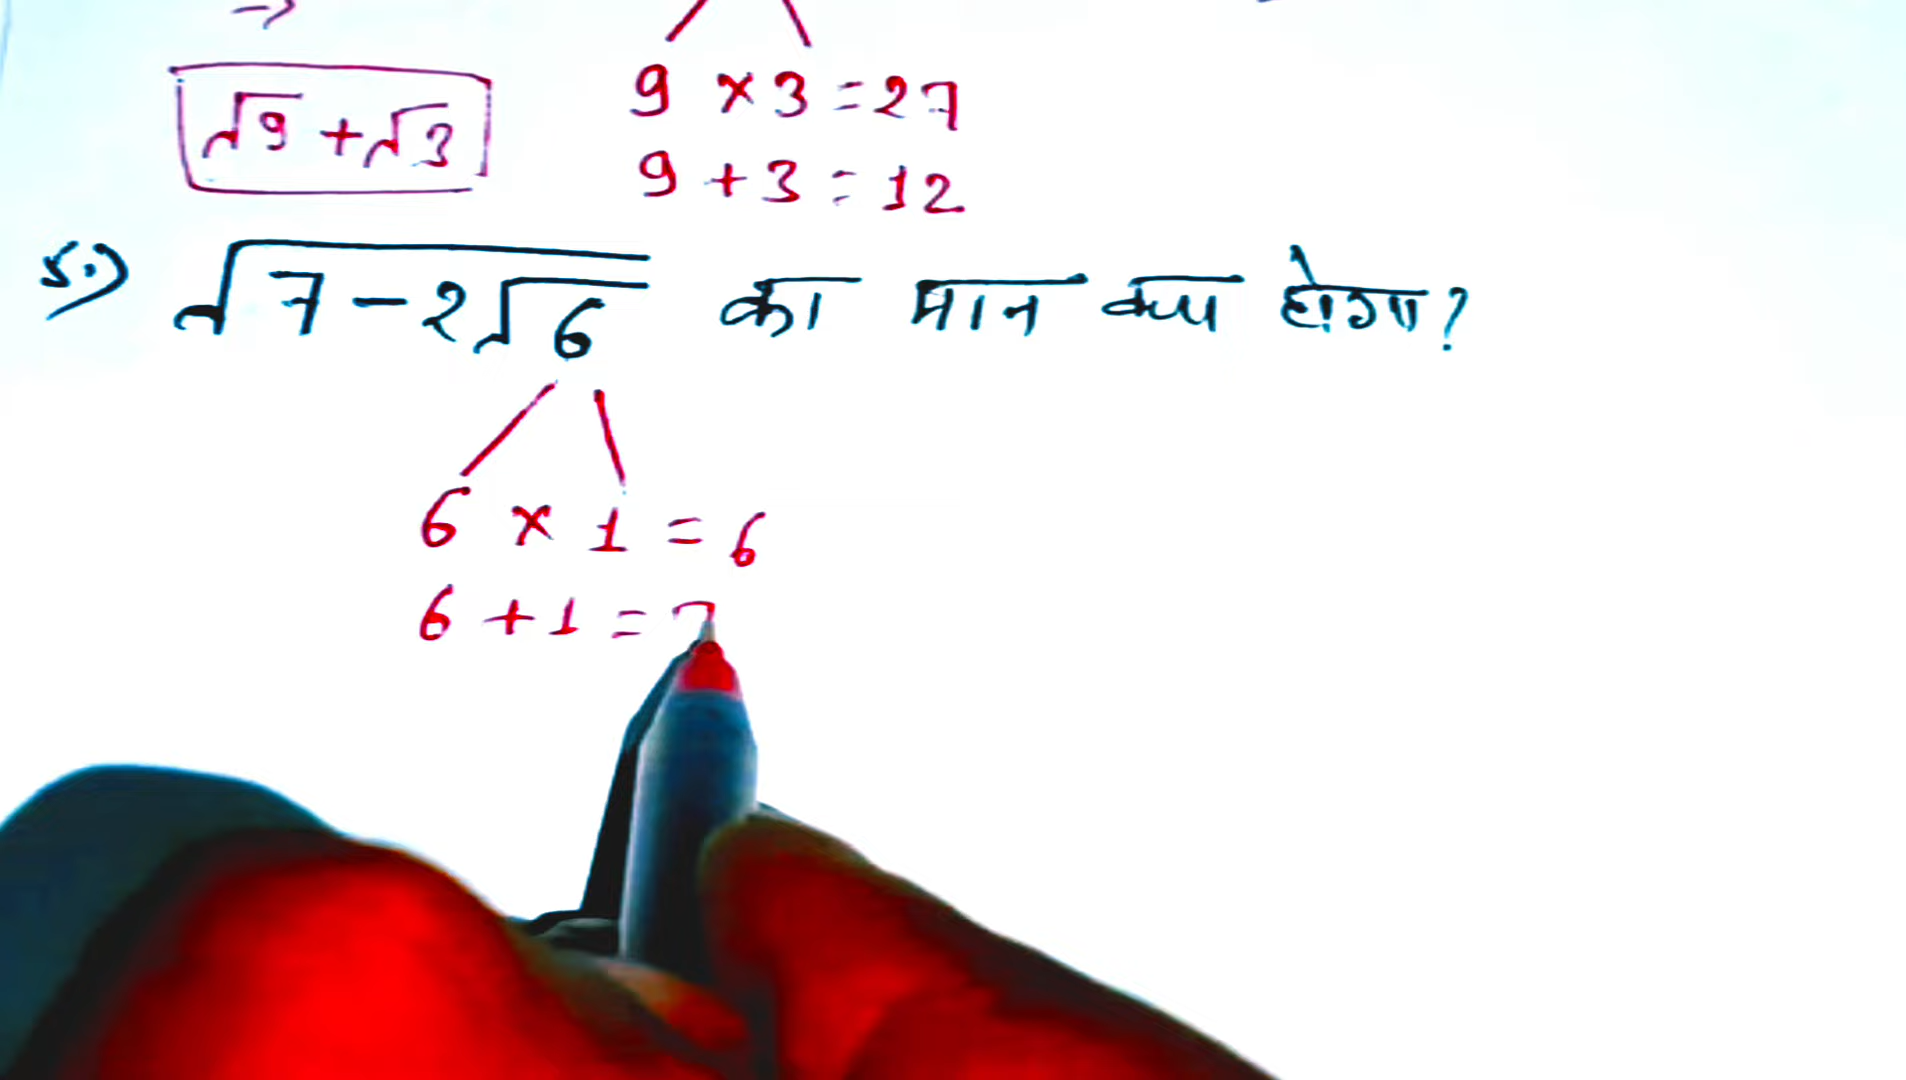 →
√9 + √3
9 × 3 = 27
9 + 3 = 12
5.) √7 - 2√6 का मान क्या होगा?
6 × 1 = 6
6 + 1 = 7